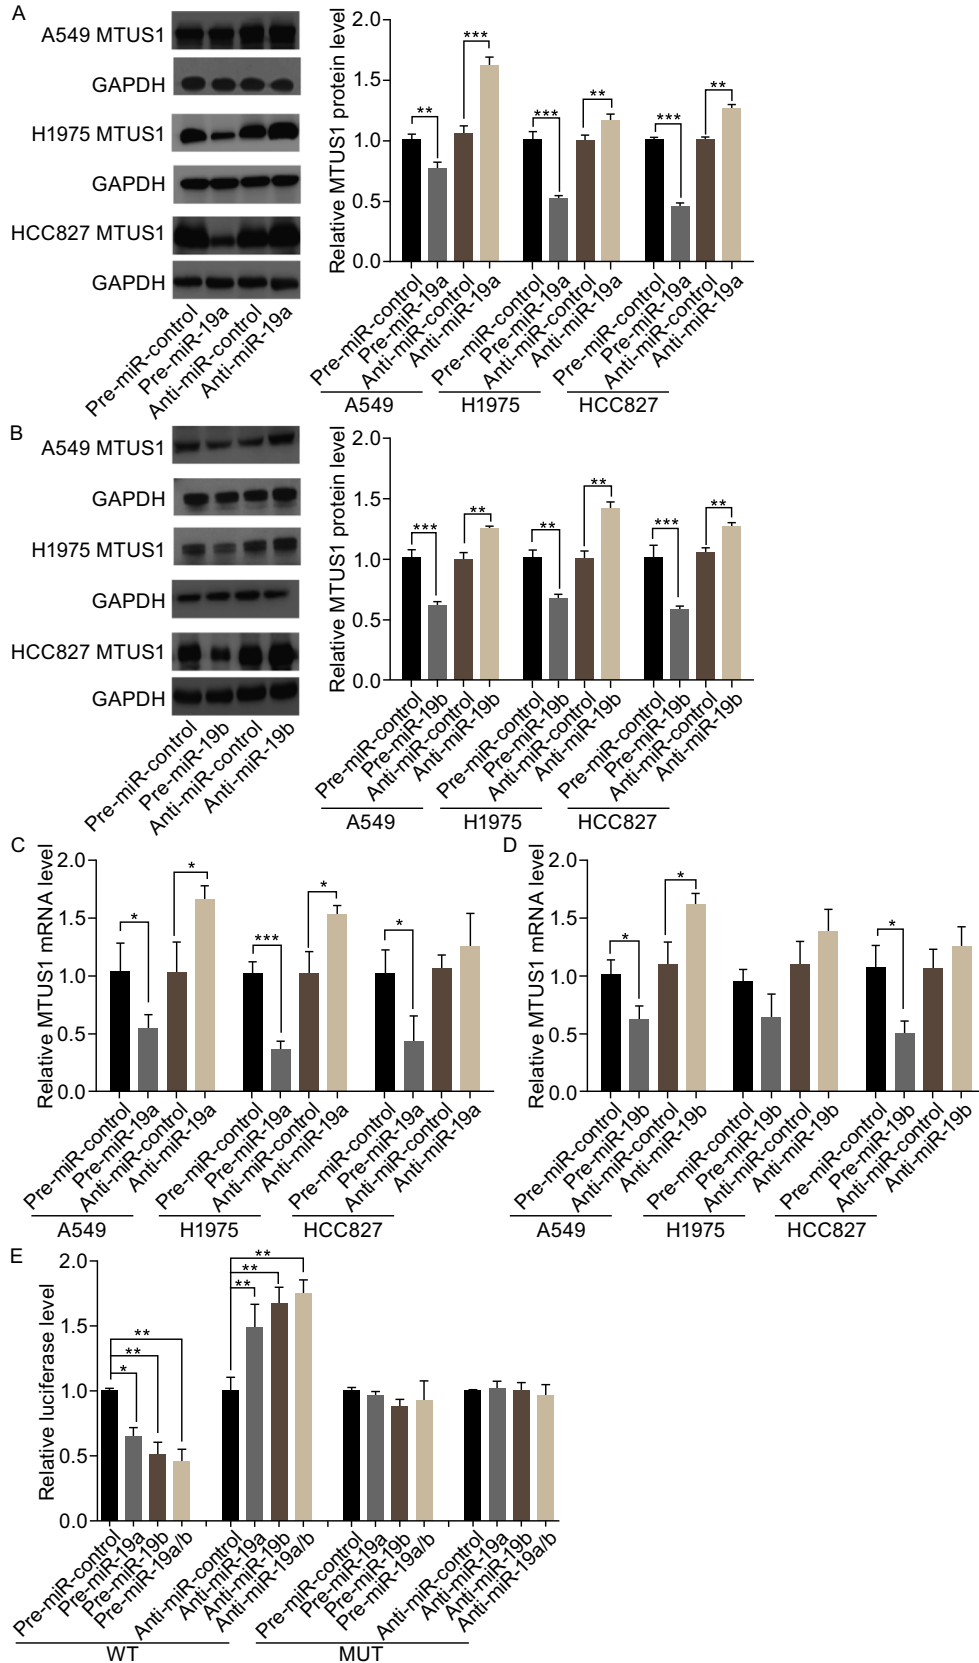 A
A549 MTUS1
GAPDH
H1975 MTUS1
GAPDH
HCC827 MTUS1
GAPDH
Pre-miR-control
Pre-miR-19a
Anti-miR-control
Anti-miR-19a
Relative MTUS1 protein level
2.0
1.5
1.0
0.5
0.0
** *** *** ** *** **
Pre-miR-control
Pre-miR-19a
Anti-miR-control
Anti-miR-19a
Pre-miR-control
Pre-miR-19a
Anti-miR-control
Anti-miR-19a
Pre-miR-control
Pre-miR-19a
Anti-miR-control
Anti-miR-19a
A549 H1975 HCC827
B
A549 MTUS1
GAPDH
H1975 MTUS1
GAPDH
HCC827 MTUS1
GAPDH
Pre-miR-control
Pre-miR-19b
Anti-miR-control
Anti-miR-19b
Relative MTUS1 protein level
2.0
1.5
1.0
0.5
0.0
*** ** ** ** *** **
Pre-miR-control
Pre-miR-19b
Anti-miR-control
Anti-miR-19b
Pre-miR-control
Pre-miR-19b
Anti-miR-control
Anti-miR-19b
Pre-miR-control
Pre-miR-19b
Anti-miR-control
Anti-miR-19b
A549 H1975 HCC827
C
Relative MTUS1 mRNA level
2.0
1.5
1.0
0.5
0.0
* * *** * *
Pre-miR-control
Pre-miR-19a
Anti-miR-control
Anti-miR-19a
Pre-miR-control
Pre-miR-19a
Anti-miR-control
Anti-miR-19a
Pre-miR-control
Pre-miR-19a
Anti-miR-control
Anti-miR-19a
A549 H1975 HCC827
D
Relative MTUS1 mRNA level
2.0
1.5
1.0
0.5
0.0
* * *
Pre-miR-control
Pre-miR-19b
Anti-miR-control
Anti-miR-19b
Pre-miR-control
Pre-miR-19b
Anti-miR-control
Anti-miR-19b
Pre-miR-control
Pre-miR-19b
Anti-miR-control
Anti-miR-19b
A549 H1975 HCC827
E
Relative luciferase level
2.0
1.5
1.0
0.5
0.0
* ** ** ** ** **
Pre-miR-control
Pre-miR-19a
Pre-miR-19b
Pre-miR-19a/b
Anti-miR-control
Anti-miR-19a
Anti-miR-19b
Anti-miR-19a/b
Pre-miR-control
Pre-miR-19a
Pre-miR-19b
Pre-miR-19a/b
Anti-miR-control
Anti-miR-19a
Anti-miR-19b
Anti-miR-19a/b
WT MUT